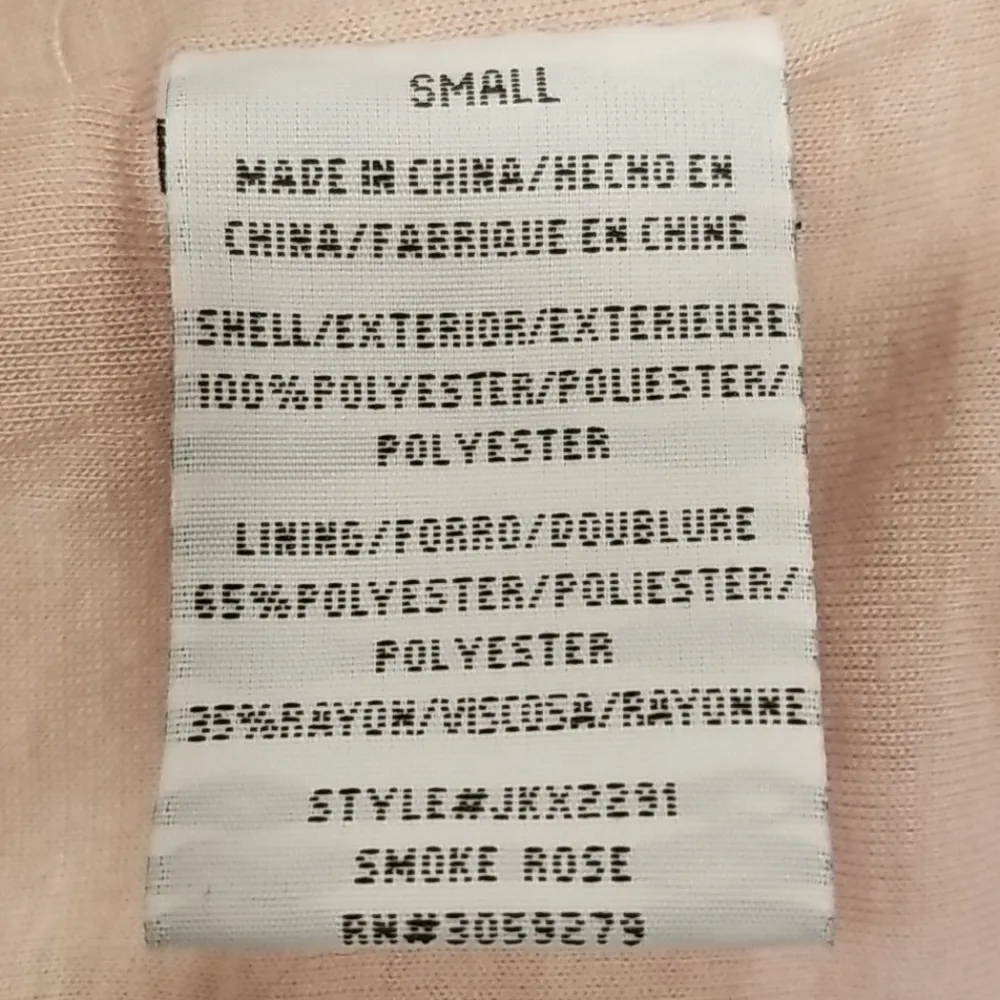 SMALL
MADE IN CHINA/HECHO EN
CHINA/FABRIQUE EN CHINE
SHELL/EXTERIOR/EXTERIEURE
100%POLYESTER/POLIESTER/
POLYESTER
LINING/FORRO/DOUBLURE
65%POLYESTER/POLIESTER/
POLYESTER
35%RAYON/VISCOSA/RAYONNE
STYLE#JKX2291
SMOKE ROSE
RN#3059279